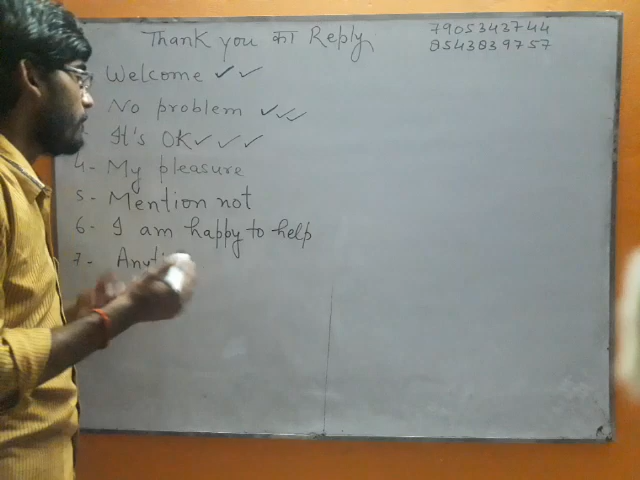 Thank you का Reply
7905343744
8543839757
Welcome ✓✓
No problem ✓✓✓
It's OK ✓✓✓
4- My pleasure
5- Mention not
6- I am happy to help
7-